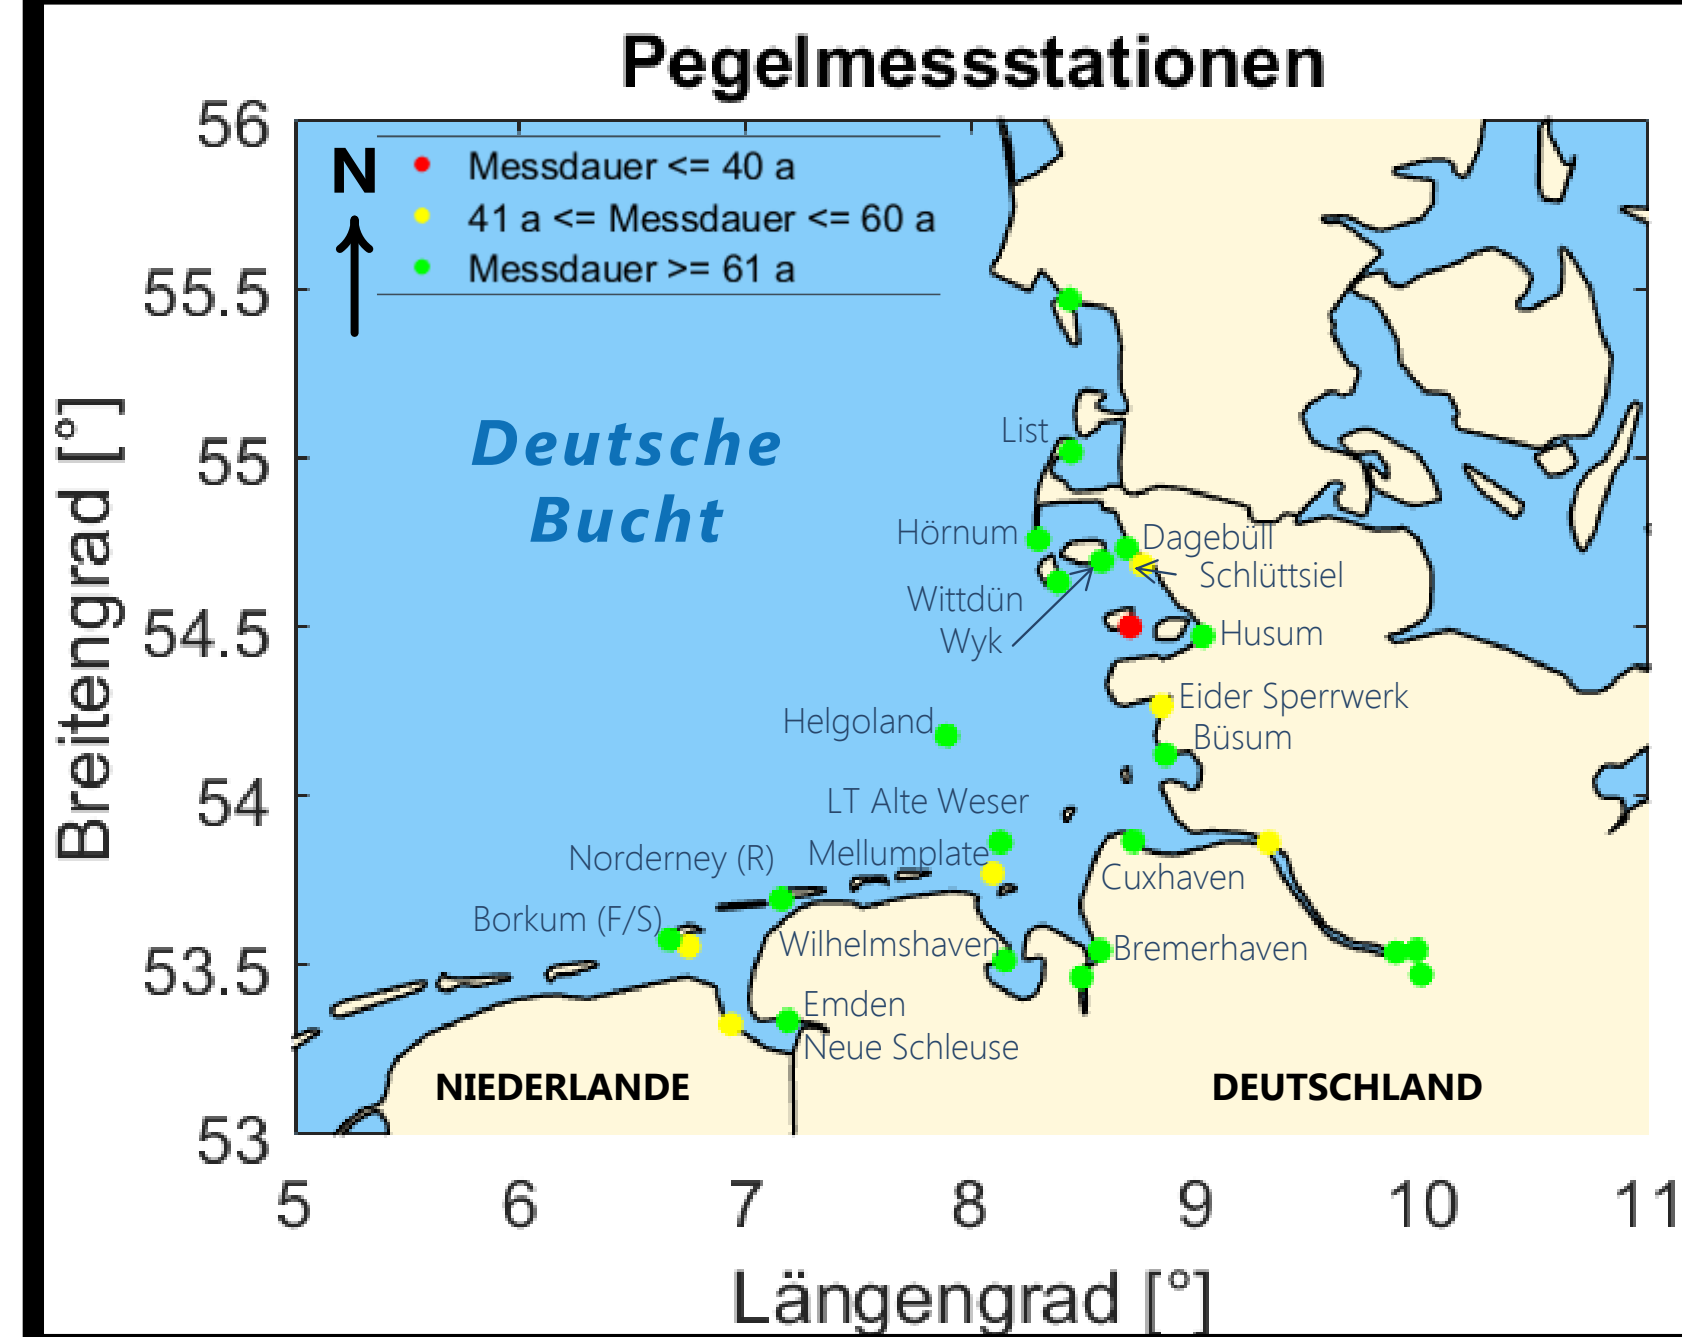 Pegelmessstationen
56
55.5
55
54.5
54
53.5
53
Breitengrad [°]
N
Messdauer <= 40 a
41 a <= Messdauer <= 60 a
Messdauer >= 61 a
Deutsche
Bucht
List
Hörnum
Dagebüll
Schlüttsiel
Wittdün
Wyk
Husum
Eider Sperrwerk
Helgoland
Büsum
LT Alte Weser
Mellumplate
Norderney (R)
Cuxhaven
Borkum (F/S)
Wilhelmshaven
Bremerhaven
Emden
Neue Schleuse
NIEDERLANDE
DEUTSCHLAND
5 6 7 8 9 10 11
Längengrad [°]